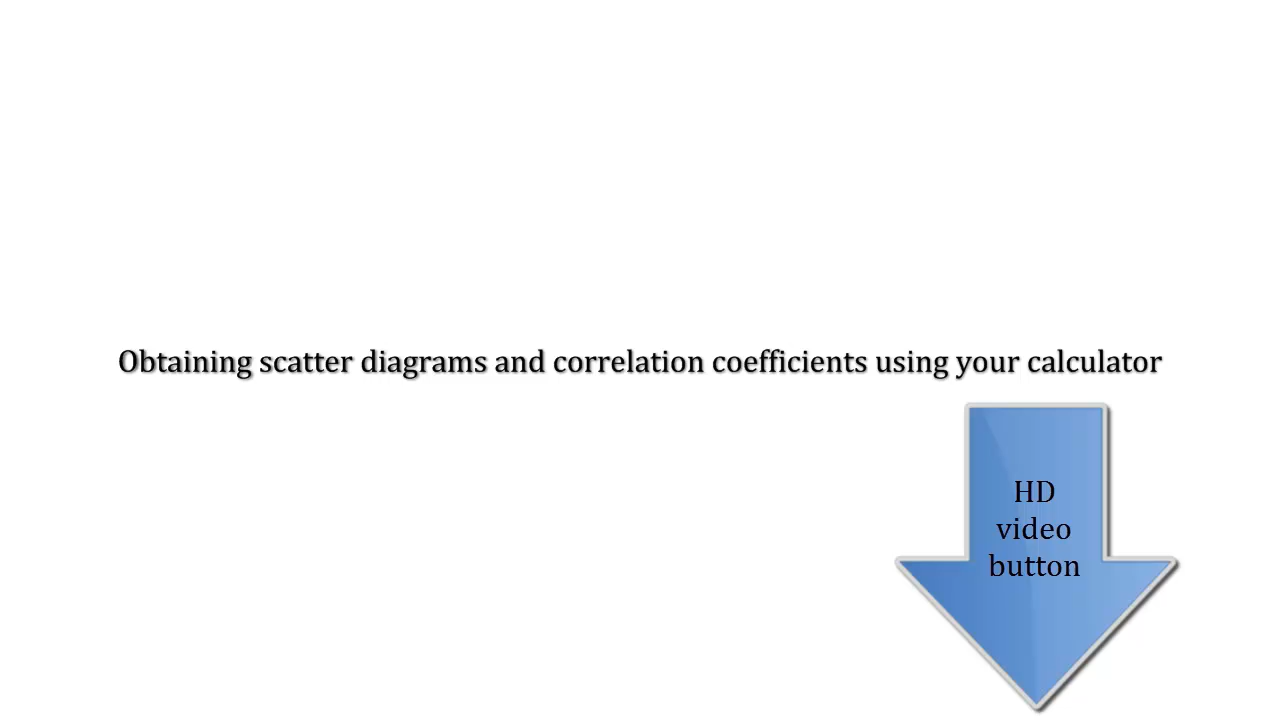 Obtaining scatter diagrams and correlation coefficients using your calculator
HD
video
button